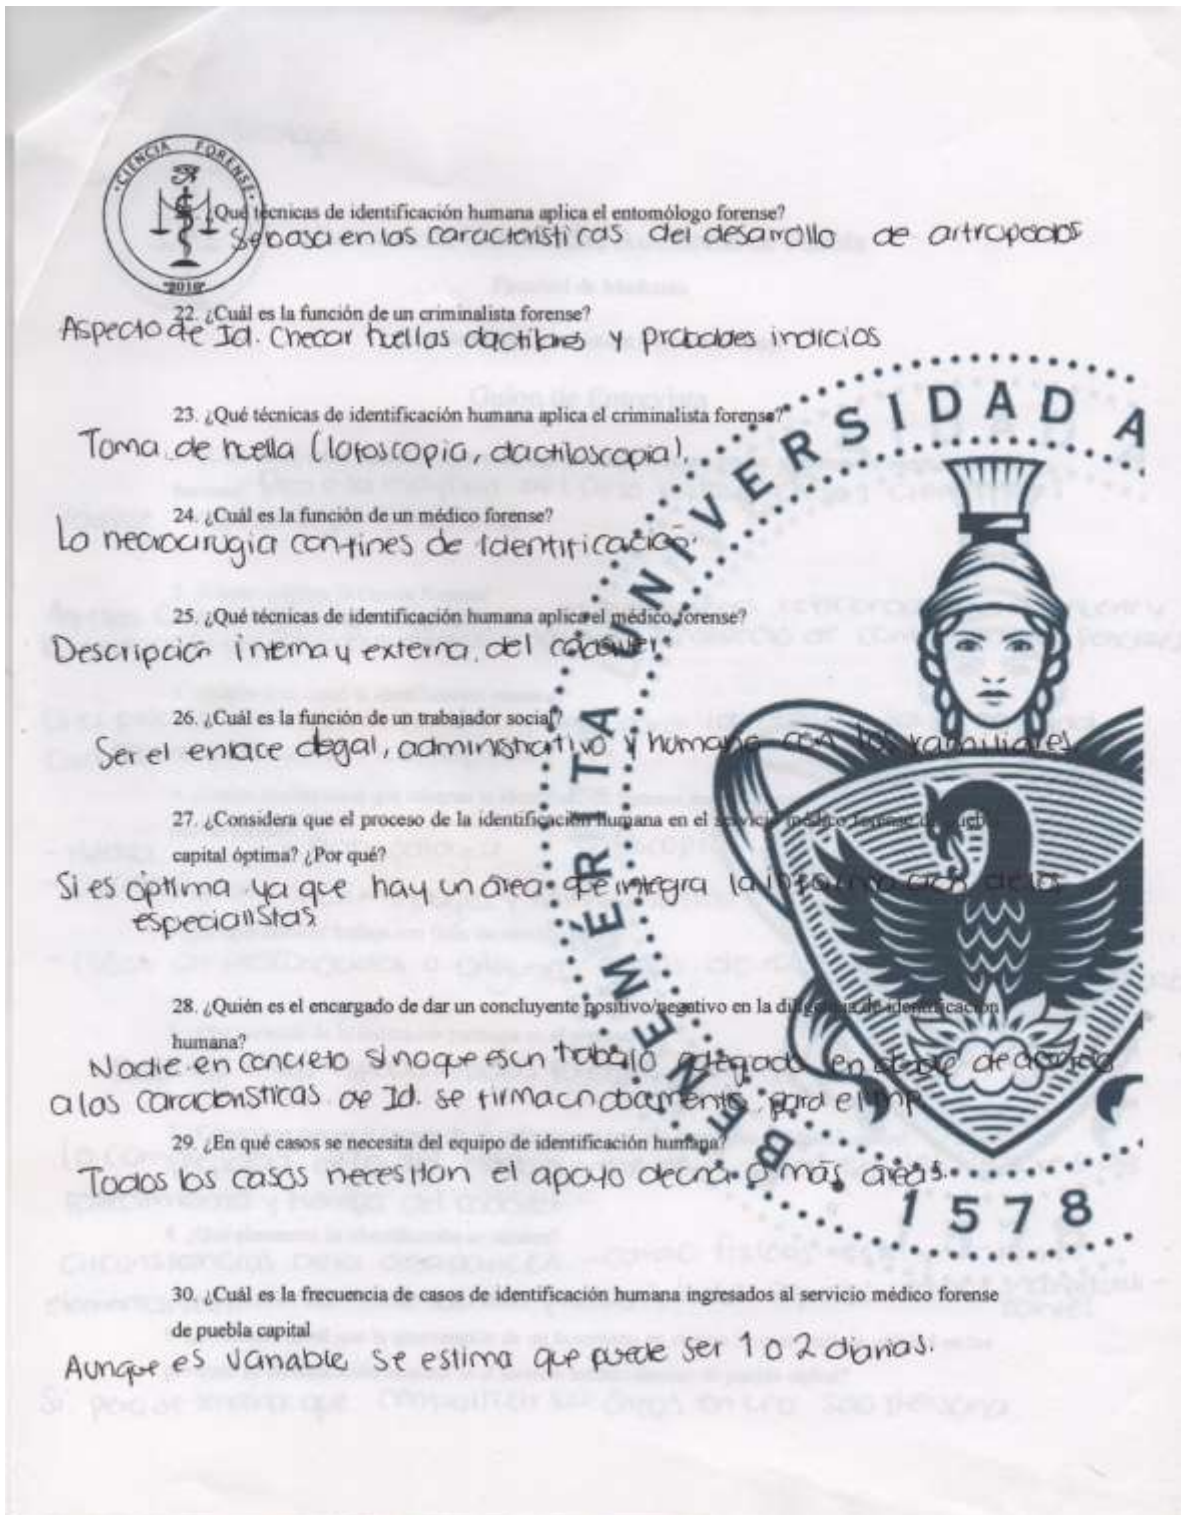 CIENCIA FORENSE
"2010"
¿Qué técnicas de identificación humana aplica el entomólogo forense?
Se basa en las caracteristicas del desarrollo de artropodos
22. ¿Cuál es la función de un criminalista forense?
Aspecto de Id. Checar huellas dactilares y probables indicios
23. ¿Qué técnicas de identificación humana aplica el criminalista forense?
Toma de huella (lofoscopia, dactiloscopia).
24. ¿Cuál es la función de un médico forense?
La necrocirugia con fines de Identificación.
25. ¿Qué técnicas de identificación humana aplica el médico forense?
Descripción interna y externa del cadaver
26. ¿Cuál es la función de un trabajador social?
Ser el enlace legal, administrativo y humano con los familiares.
27. ¿Considera que el proceso de la identificación humana en el servicio médico forense de puebla
capital óptima? ¿Por qué?
Si es optima ya que hay un área que integra la información de los
especialistas
28. ¿Quién es el encargado de dar un concluyente positivo/negativo en la diligencia de identificación
humana?
Nadie en concreto sino que es un trabajo en donde de acuerdo
a las caracteristicas de Id. se firma para el mp
29. ¿En qué casos se necesita del equipo de identificación humana?
Todos los casos necesitan el apoyo de una o más áreas.
30. ¿Cuál es la frecuencia de casos de identificación humana ingresados al servicio médico forense
de puebla capital
Aunque es variable se estima que puede ser 1 o 2 diarias.
BENEMÉRITA UNIVERSIDAD A
1578